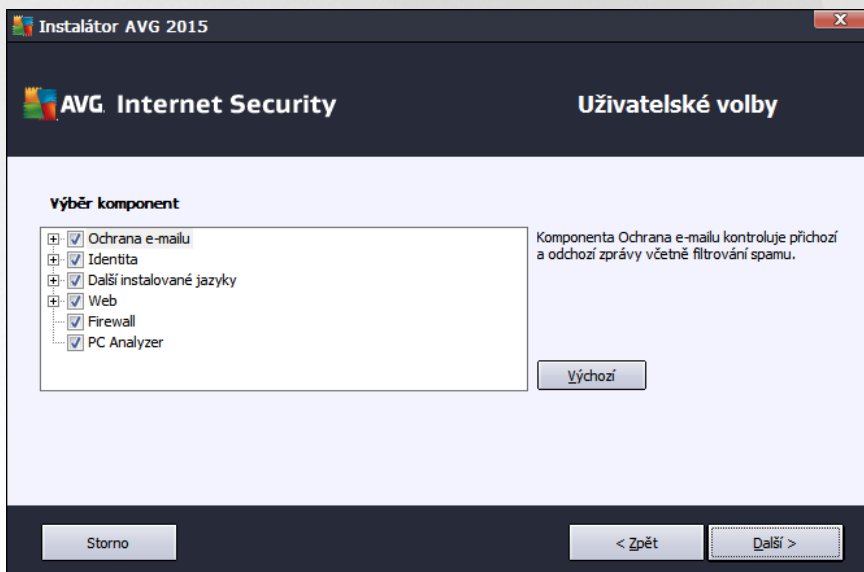 Instalátor AVG 2015
AVG. Internet Security
Uživatelské volby
Výběr komponent
Ochrana e-mailu
Identita
Další instalované jazyky
Web
Firewall
PC Analyzer
Komponenta Ochrana e-mailu kontroluje příchozí
a odchozí zprávy včetně filtrování spamu.
Výchozí
Storno
< Zpět
Další >